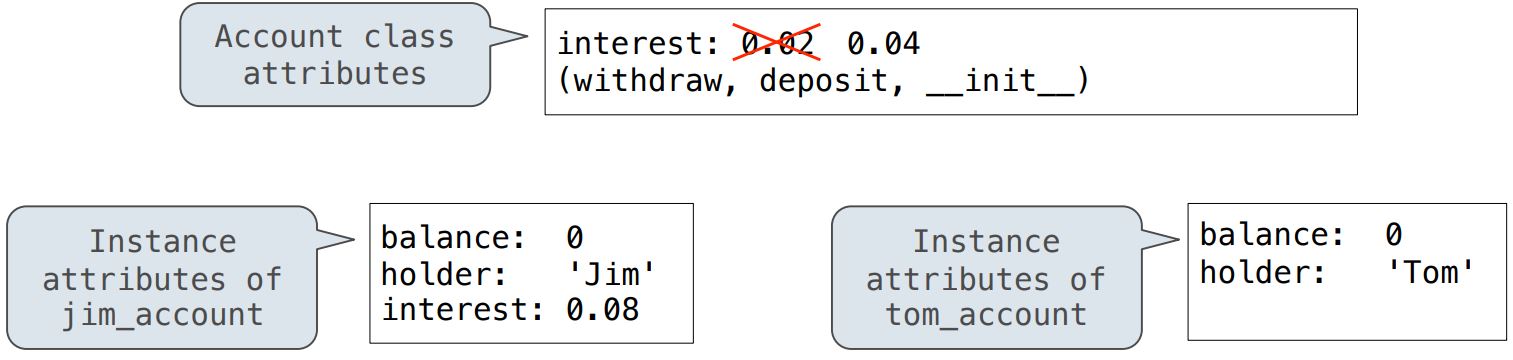 Account class
attributes
interest: 0.02 0.04
(withdraw, deposit, __init__)
Instance
attributes of
jim_account
balance: 0
holder: 'Jim'
interest: 0.08
Instance
attributes of
tom_account
balance: 0
holder: 'Tom'